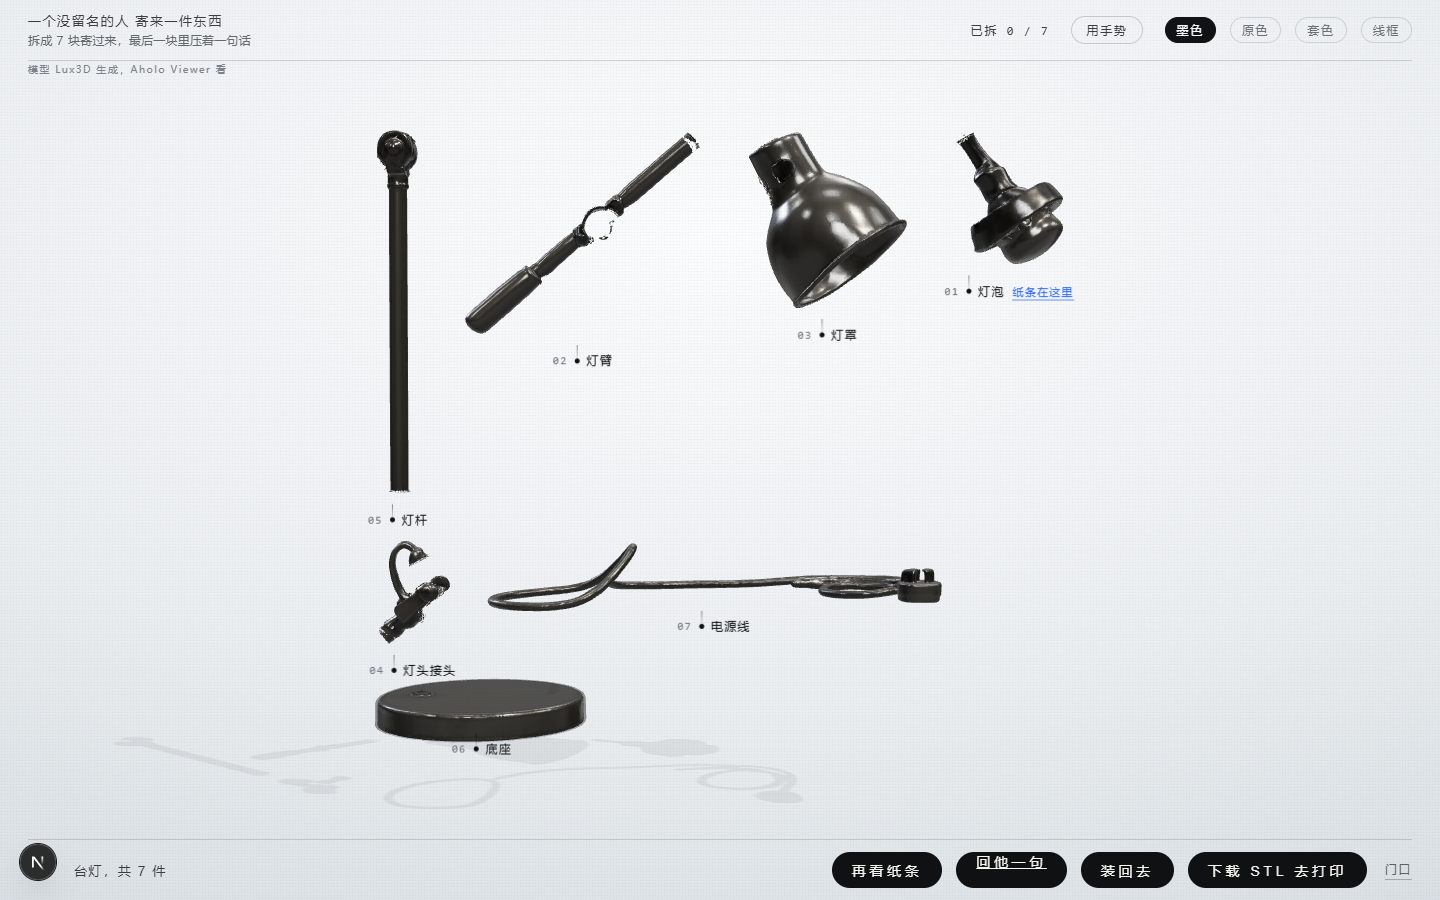 一个没留名的人 寄来一件东西
拆成 7 块寄过来，最后一块里压着一句话
模型 Lux3D 生成，Aholo Viewer 看
已拆 0 / 7
用手势
墨色
原色
套色
线框
01 灯泡 纸条在这里
03 灯罩
02 灯臂
05 灯杆
07 电源线
04 灯头接头
06 底座
N
台灯，共 7 件
再看纸条
回他一句
装回去
下载 STL 去打印
门口